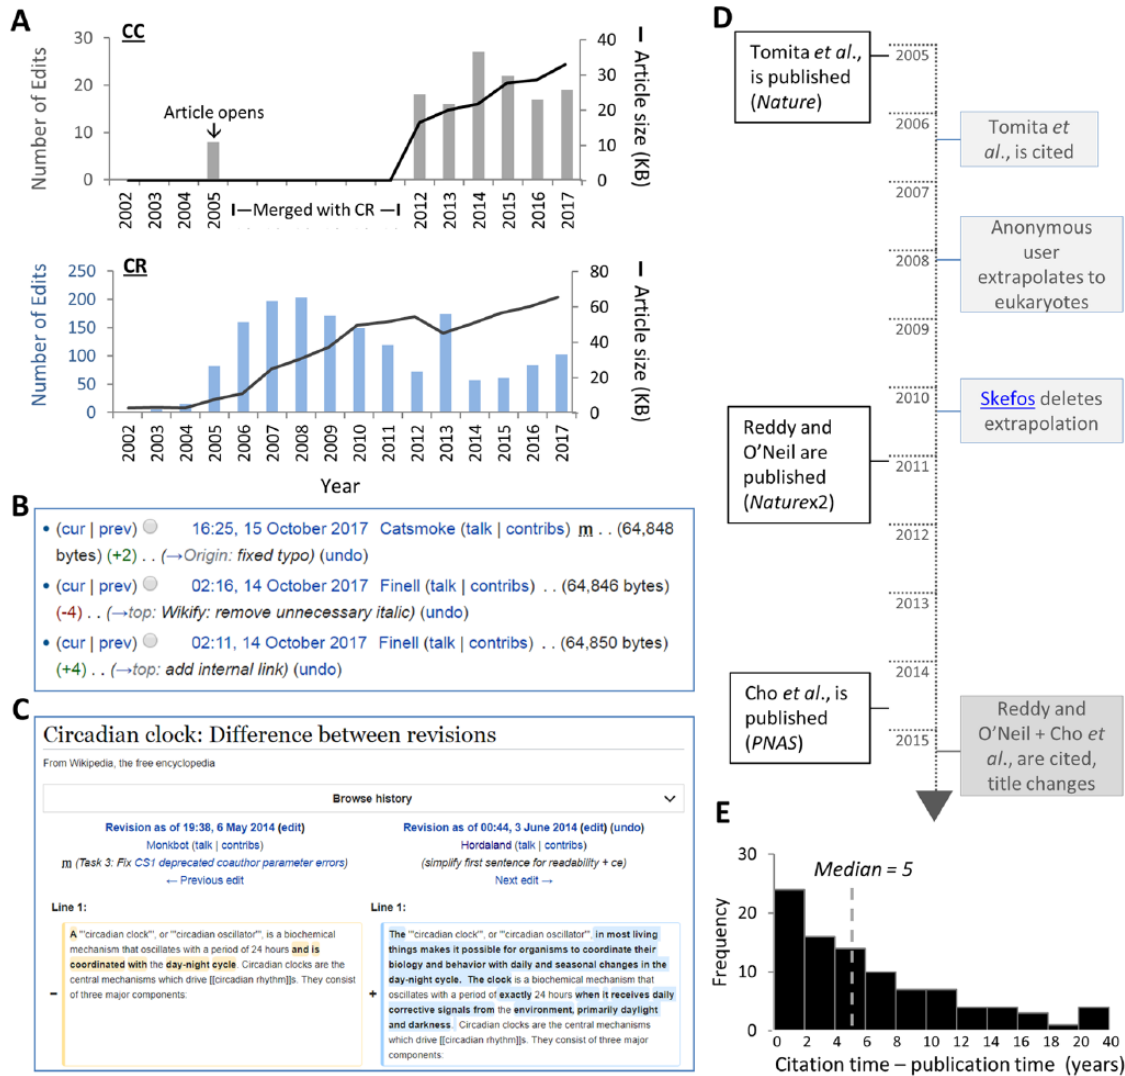 A
CC
Number of Edits
30
20
10
0
Article opens
40
30
20
10
0
Article size (KB)
2002
2003
2004
2005
Merged with CR
2012
2013
2014
2015
2016
2017
CR
Number of Edits
250
200
150
100
50
0
80
60
40
20
0
Article size (KB)
2002
2003
2004
2005
2006
2007
2008
2009
2010
2011
2012
2013
2014
2015
2016
2017
Year
B
• (cur | prev) 16:25, 15 October 2017 Catsmoke (talk | contribs) m . . (64,848
bytes) (+2) . . (→Origin: fixed typo) (undo)
• (cur | prev) 02:16, 14 October 2017 Finell (talk | contribs) . . (64,846 bytes)
(-4) . . (→top: Wikify: remove unnecessary italic) (undo)
• (cur | prev) 02:11, 14 October 2017 Finell (talk | contribs) . . (64,850 bytes)
(+4) . . (→top: add internal link) (undo)
C
Circadian clock: Difference between revisions
From Wikipedia, the free encyclopedia
Browse history
Revision as of 19:38, 6 May 2014 (edit)
Monkbot (talk | contribs)
m (Task 3: Fix CS1 deprecated coauthor parameter errors)
← Previous edit
Revision as of 00:44, 3 June 2014 (edit) (undo)
Hordaland (talk | contribs)
(simplify first sentence for readability + ce)
Next edit →
Line 1:
A '''circadian clock''', or '''circadian oscillator''', is a biochemical
mechanism that oscillates with a period of 24 hours and is
coordinated with the day-night cycle. Circadian clocks are the
central mechanisms which drive [[circadian rhythm]]s. They consist
of three major components:
−
Line 1:
The '''circadian clock''', or '''circadian oscillator''', in most living
things makes it possible for organisms to coordinate their
biology and behavior with daily and seasonal changes in the
day-night cycle. The clock is a biochemical mechanism that
oscillates with a period of exactly 24 hours when it receives daily
corrective signals from the environment, primarily daylight
and darkness. Circadian clocks are the central mechanisms
which drive [[circadian rhythm]]s. They consist of three major
components:
+
D
Tomita et al.,
is published
(Nature)
2005
2006
Tomita et
al., is cited
2007
Anonymous
user
extrapolates to
eukaryotes
2008
2009
2010
Skefos deletes
extrapolation
Reddy and
O'Neil are
published
(Naturex2)
2011
2012
2013
2014
Cho et al., is
published
(PNAS)
2015
Reddy and
O'Neil + Cho et
al., are cited,
title changes
E
Frequency
30
20
10
0
Median = 5
0 2 4 6 8 10 12 14 16 18 20 40
Citation time – publication time (years)